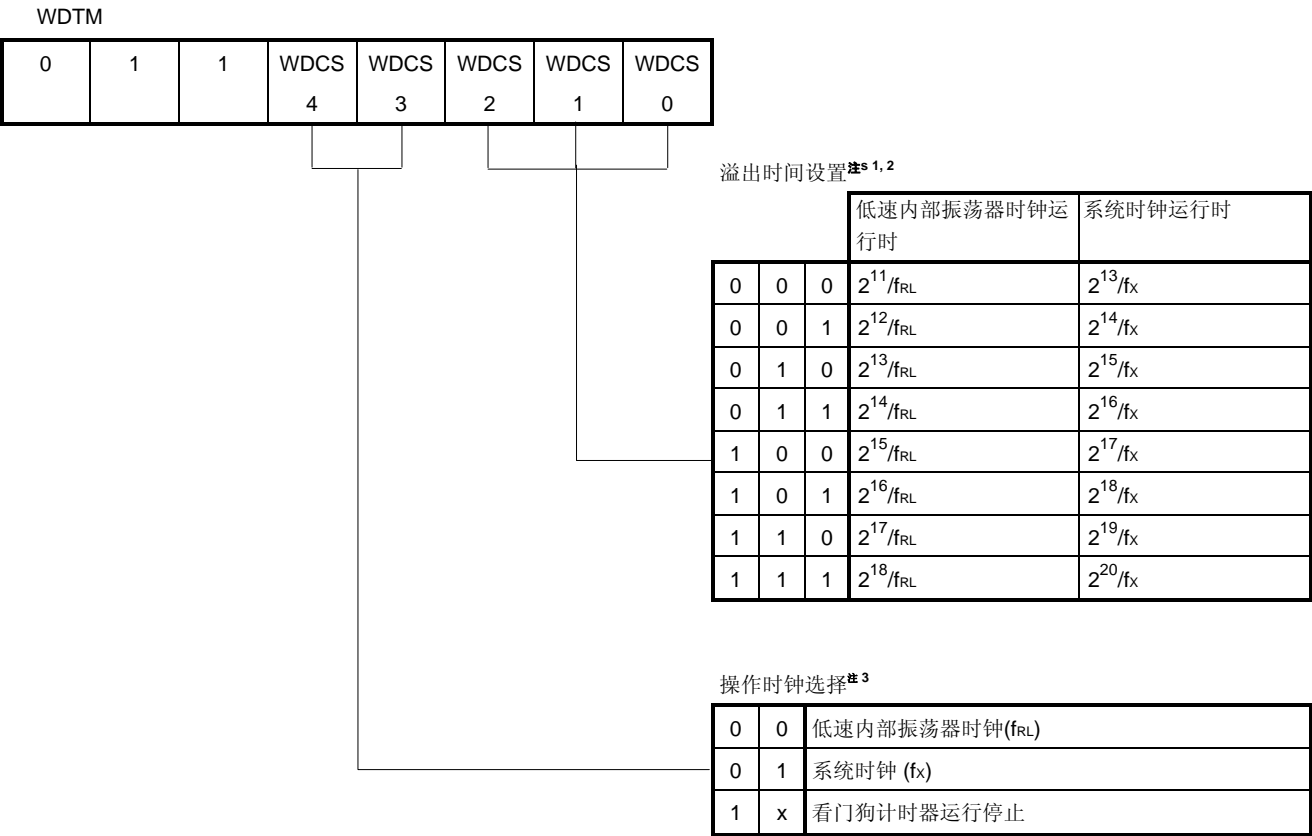 WDTM
0 1 1 WDCS 4 WDCS 3 WDCS 2 WDCS 1 WDCS 0
溢出时间设置注s 1, 2
低速内部振荡器时钟运行时 系统时钟运行时
0 0 0 2^11/fRL 2^13/fX
0 0 1 2^12/fRL 2^14/fX
0 1 0 2^13/fRL 2^15/fX
0 1 1 2^14/fRL 2^16/fX
1 0 0 2^15/fRL 2^17/fX
1 0 1 2^16/fRL 2^18/fX
1 1 0 2^17/fRL 2^19/fX
1 1 1 2^18/fRL 2^20/fX
操作时钟选择注 3
0 0 低速内部振荡器时钟(fRL)
0 1 系统时钟 (fX)
1 x 看门狗计时器运行停止